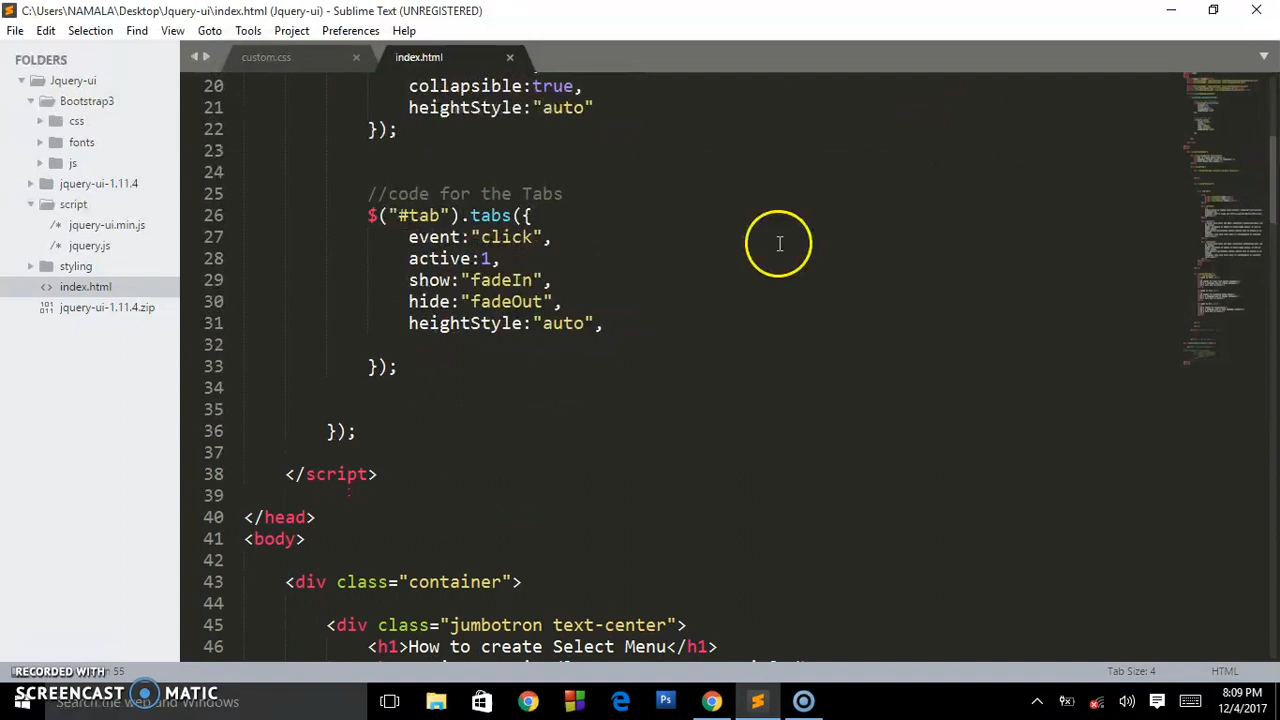 C:\Users\NAMALA\Desktop\Jquery-ui\index.html (Jquery-ui) - Sublime Text (UNREGISTERED)
File Edit Selection Find View Goto Tools Project Preferences Help
FOLDERS
Jquery-ui
Bootstrap3
css
fonts
js
jquery-ui-1.11.4
script
/* jquery-ui.min.js
/* jquery.js
styling
<> index.html
jquery-ui-1.11.4.zip
custom.css × index.html ×
20 collapsible:true,
21 heightStyle:"auto"
22 });
23
24
25 //code for the Tabs
26 $("#tab").tabs({
27 event:"click",
28 active:1,
29 show:"fadeIn",
30 hide:"fadeOut",
31 heightStyle:"auto",
32
33 });
34
35
36 });
37
38 </script>
39
40 </head>
41 <body>
42
43 <div class="container">
44
45 <div class="jumbotron text-center">
46 <h1>How to create Select Menu</h1>
55
Tab Size: 4 HTML
RECORDED WITH
SCREENCAST MATIC
Search the web and Windows
8:09 PM
12/4/2017